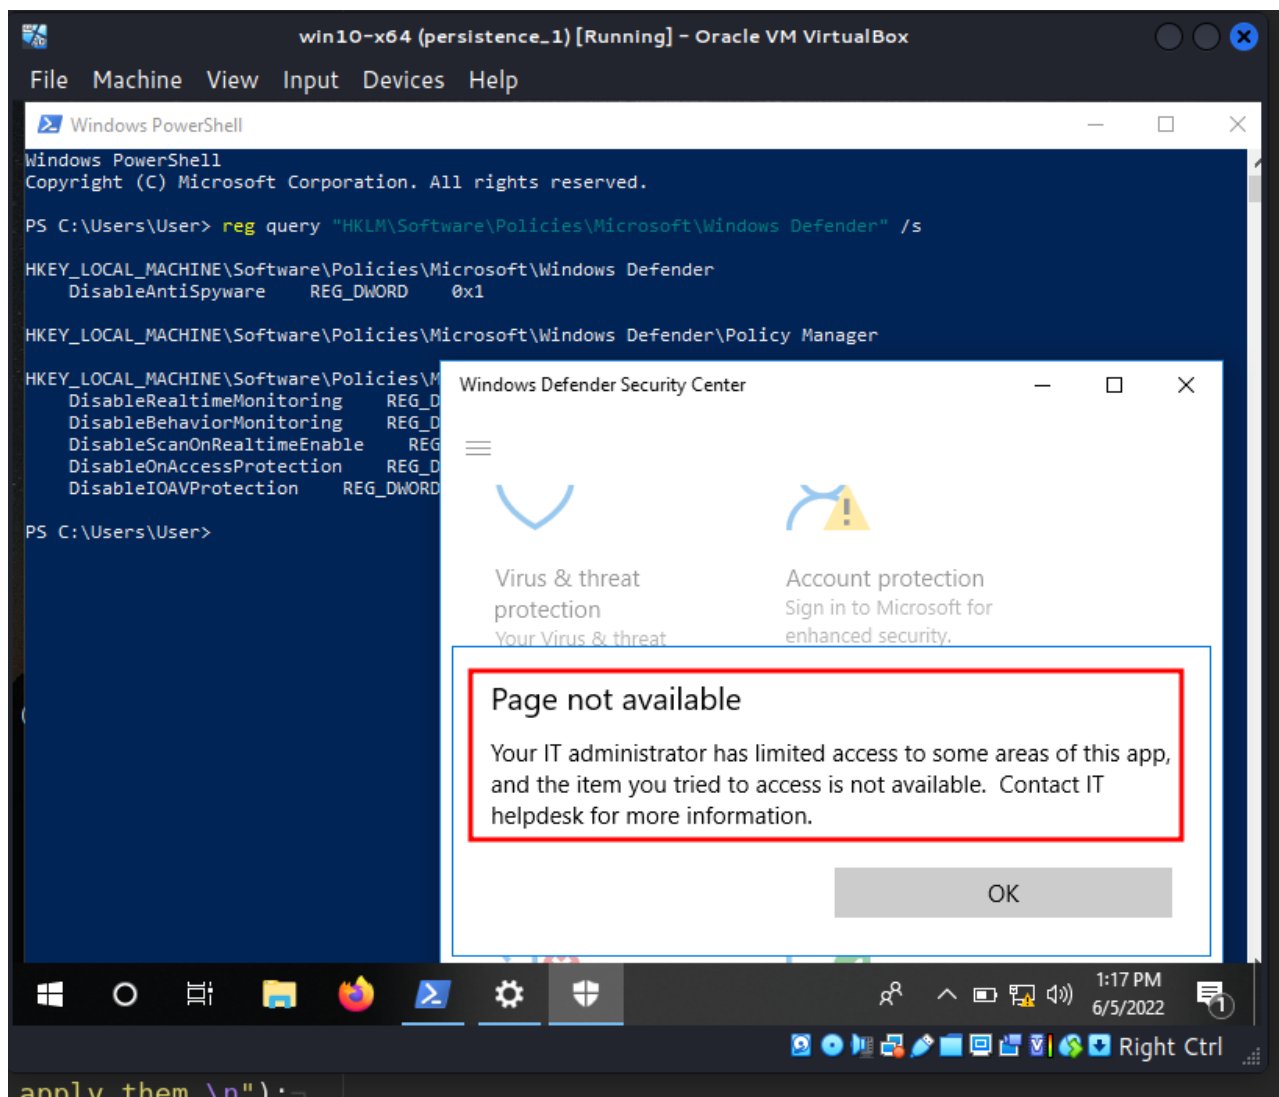 win10-x64 (persistence_1) [Running] - Oracle VM VirtualBox
File Machine View Input Devices Help
Windows PowerShell
Windows PowerShell
Copyright (C) Microsoft Corporation. All rights reserved.
PS C:\Users\User> reg query "HKLM\Software\Policies\Microsoft\Windows Defender" /s
HKEY_LOCAL_MACHINE\Software\Policies\Microsoft\Windows Defender
DisableAntiSpyware REG_DWORD 0x1
HKEY_LOCAL_MACHINE\Software\Policies\Microsoft\Windows Defender\Policy Manager
HKEY_LOCAL_MACHINE\Software\Policies\M
DisableRealtimeMonitoring REG_D
DisableBehaviorMonitoring REG_D
DisableScanOnRealtimeEnable REG
DisableOnAccessProtection REG_D
DisableIOAVProtection REG_DWORD
PS C:\Users\User>
Windows Defender Security Center
Virus & threat
protection
Your Virus & threat
Account protection
Sign in to Microsoft for
enhanced security.
Page not available
Your IT administrator has limited access to some areas of this app,
and the item you tried to access is not available. Contact IT
helpdesk for more information.
OK
1:17 PM
6/5/2022
1
Right Ctrl
apply them \n");